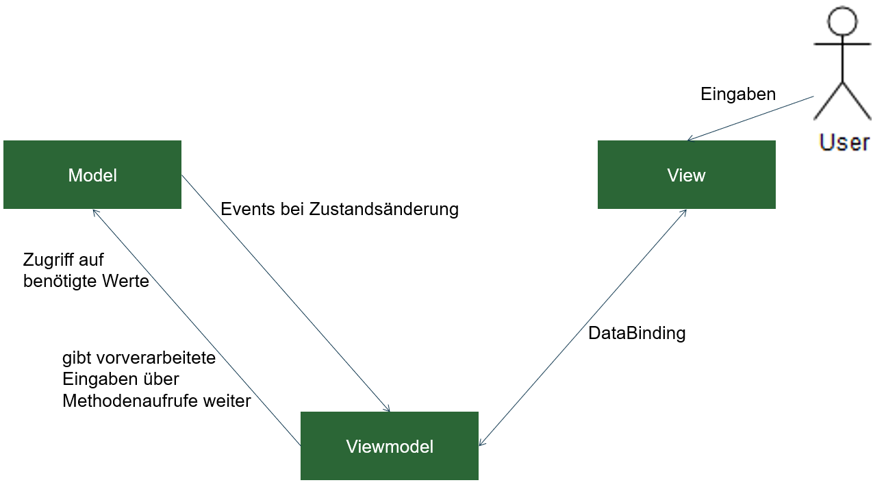 Eingaben
User
Model
View
Events bei Zustandsänderung
Zugriff auf
benötigte Werte
DataBinding
gibt vorverarbeitete
Eingaben über
Methodenaufrufe weiter
Viewmodel